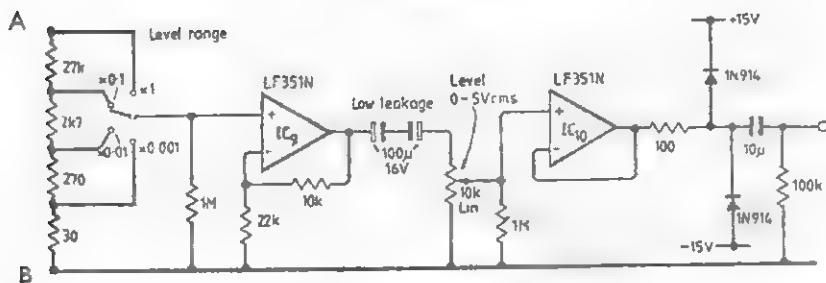 A
Level range
+15V
27k
×0·1
×1
LF351N
Level
0–5Vrms
LF351N
1N914
Low leakage
2k7
+
IC9
–
+
IC10
–
100
×0·01
×0.001
100μ
16V
10k
Lin
10μ
270
1M
10k
1M
1N914
100k
22k
30
–15V
B